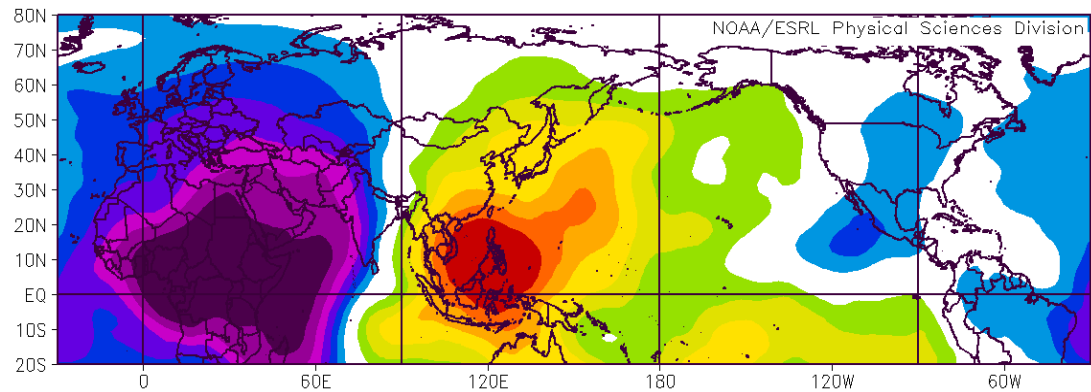 80N
NOAA/ESRL Physical Sciences Division
70N
60N
50N
40N
30N
20N
10N
EQ
10S
20S
0 60E 120E 180 120W 60W